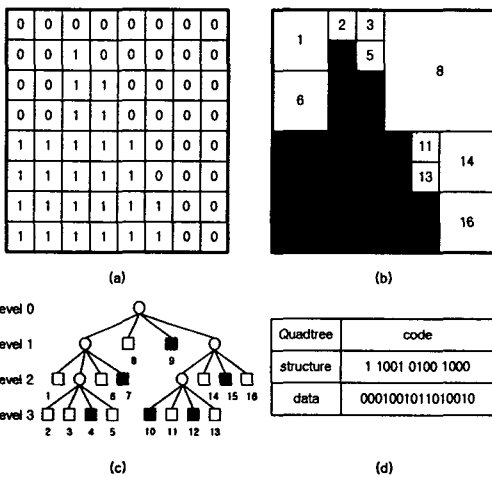 0 0 0 0 0 0 0 0
0 0 1 0 0 0 0 0
0 0 1 1 0 0 0 0
0 0 1 1 0 0 0 0
1 1 1 1 1 0 0 0
1 1 1 1 1 0 0 0
1 1 1 1 1 1 0 0
1 1 1 1 1 1 0 0
(a)
1 2 3
5
8
6
11
14
13
16
(b)
evel 0
evel 1
8 9
evel 2
1 6 7 14 15 16
evel 3
2 3 4 5 10 11 12 13
(c)
Quadtree code
structure 1 1001 0100 1000
data 0001001011010010
(d)